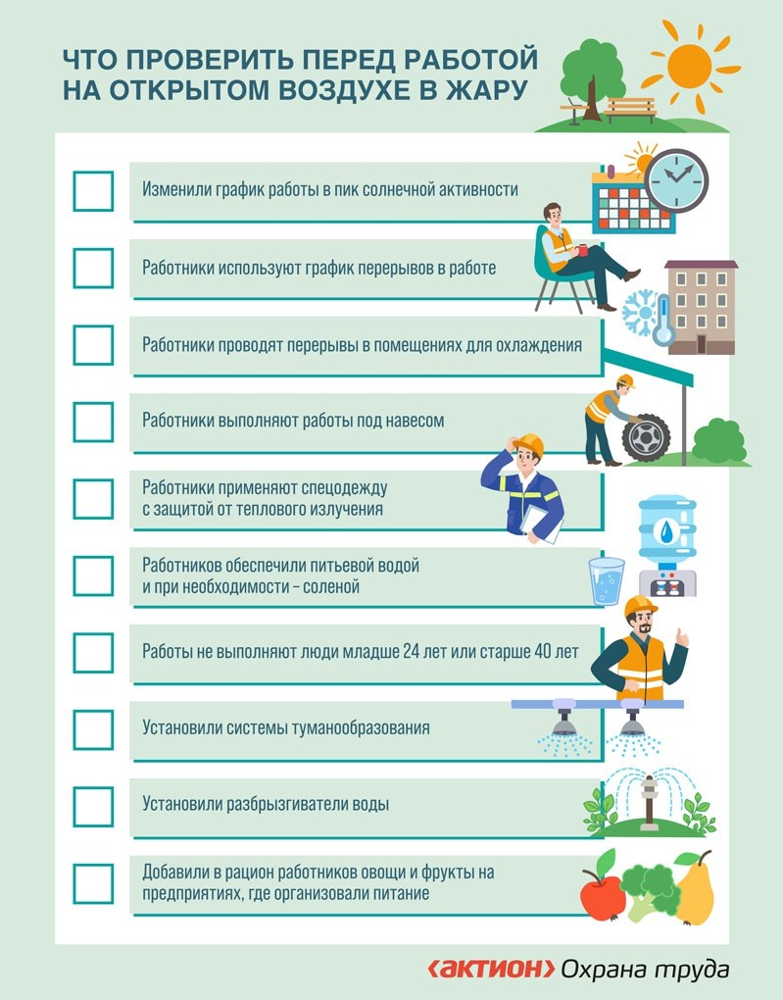 ЧТО ПРОВЕРИТЬ ПЕРЕД РАБОТОЙ
НА ОТКРЫТОМ ВОЗДУХЕ В ЖАРУ
Изменили график работы в пик солнечной активности
Работники используют график перерывов в работе
Работники проводят перерывы в помещениях для охлаждения
Работники выполняют работы под навесом
Работники применяют спецодежду
с защитой от теплового излучения
Работников обеспечили питьевой водой
и при необходимости – соленой
Работы не выполняют люди младше 24 лет или старше 40 лет
Установили системы туманообразования
Установили разбрызгиватели воды
Добавили в рацион работников овощи и фрукты на
предприятиях, где организовали питание
‹актион› Охрана труда